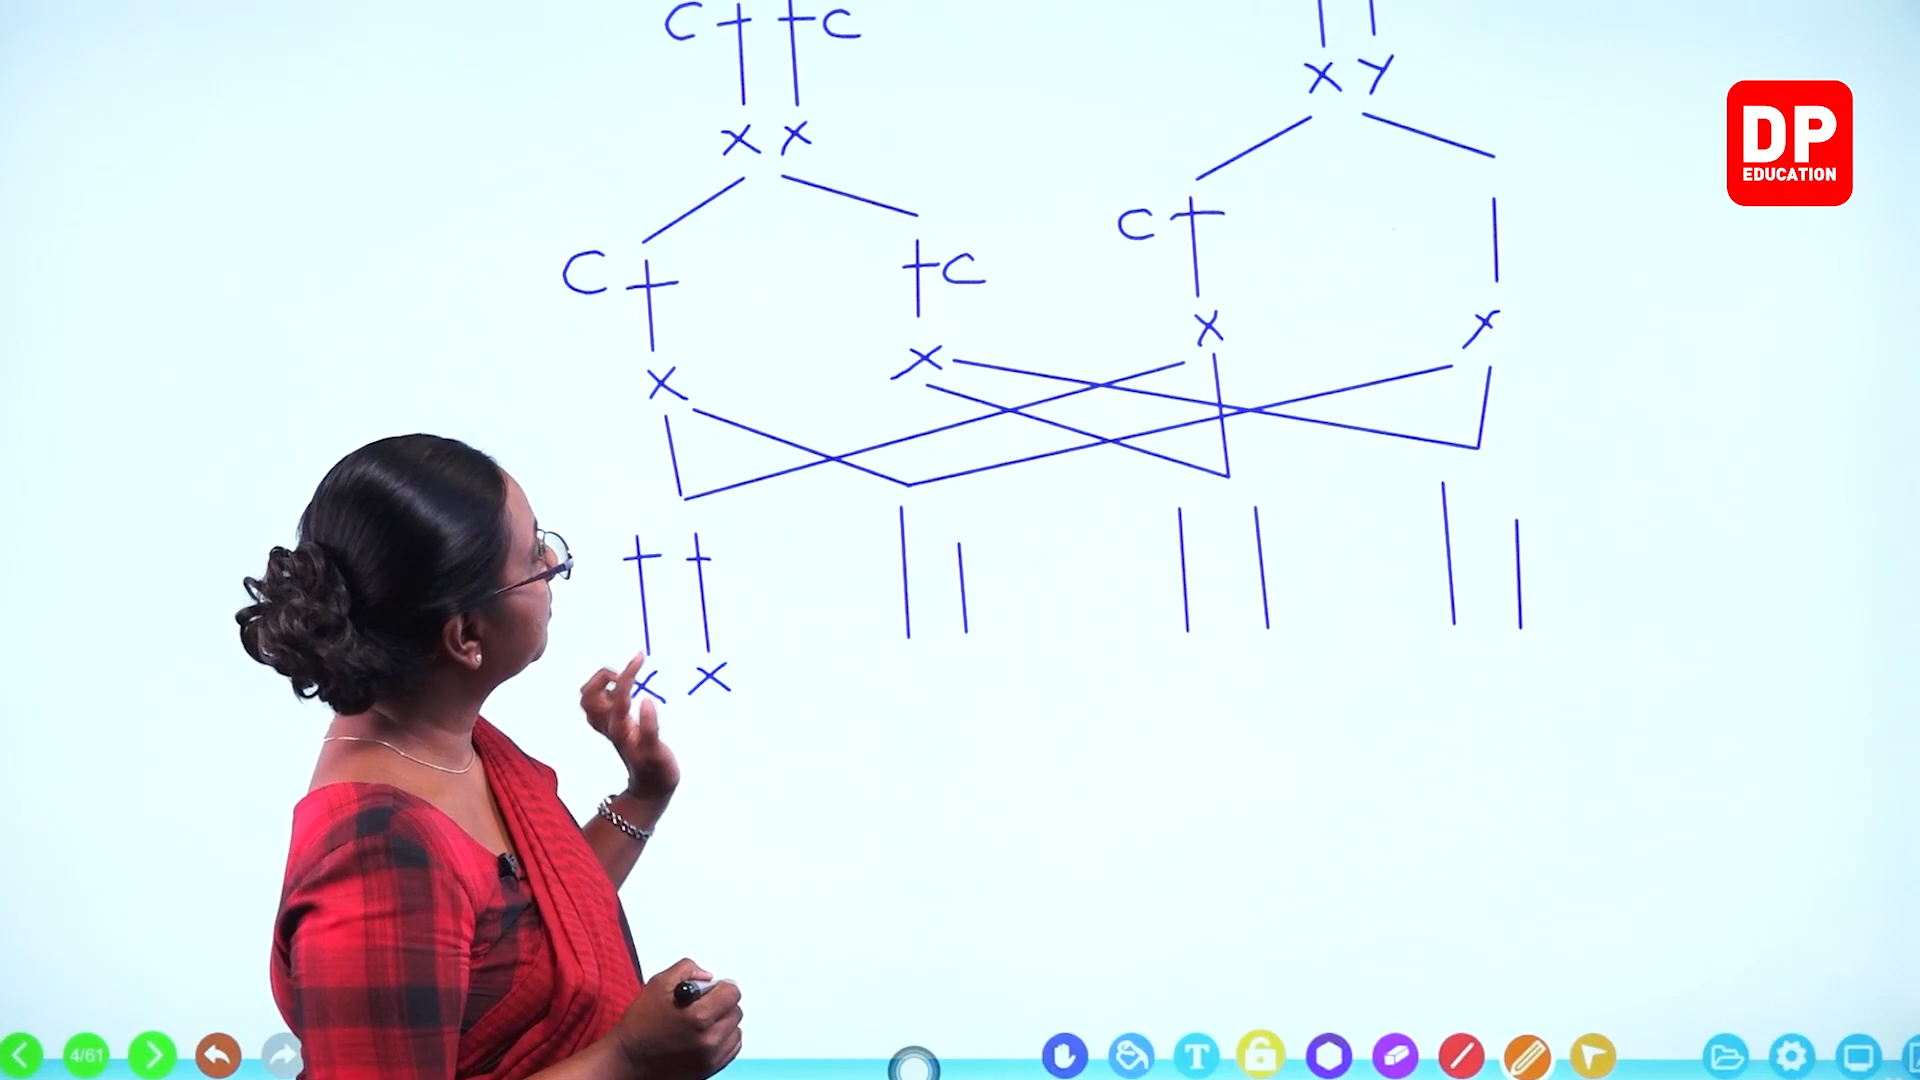 C C
X Y
X X
C
C C
X
X
X
X X
DP
EDUCATION
4/61
T